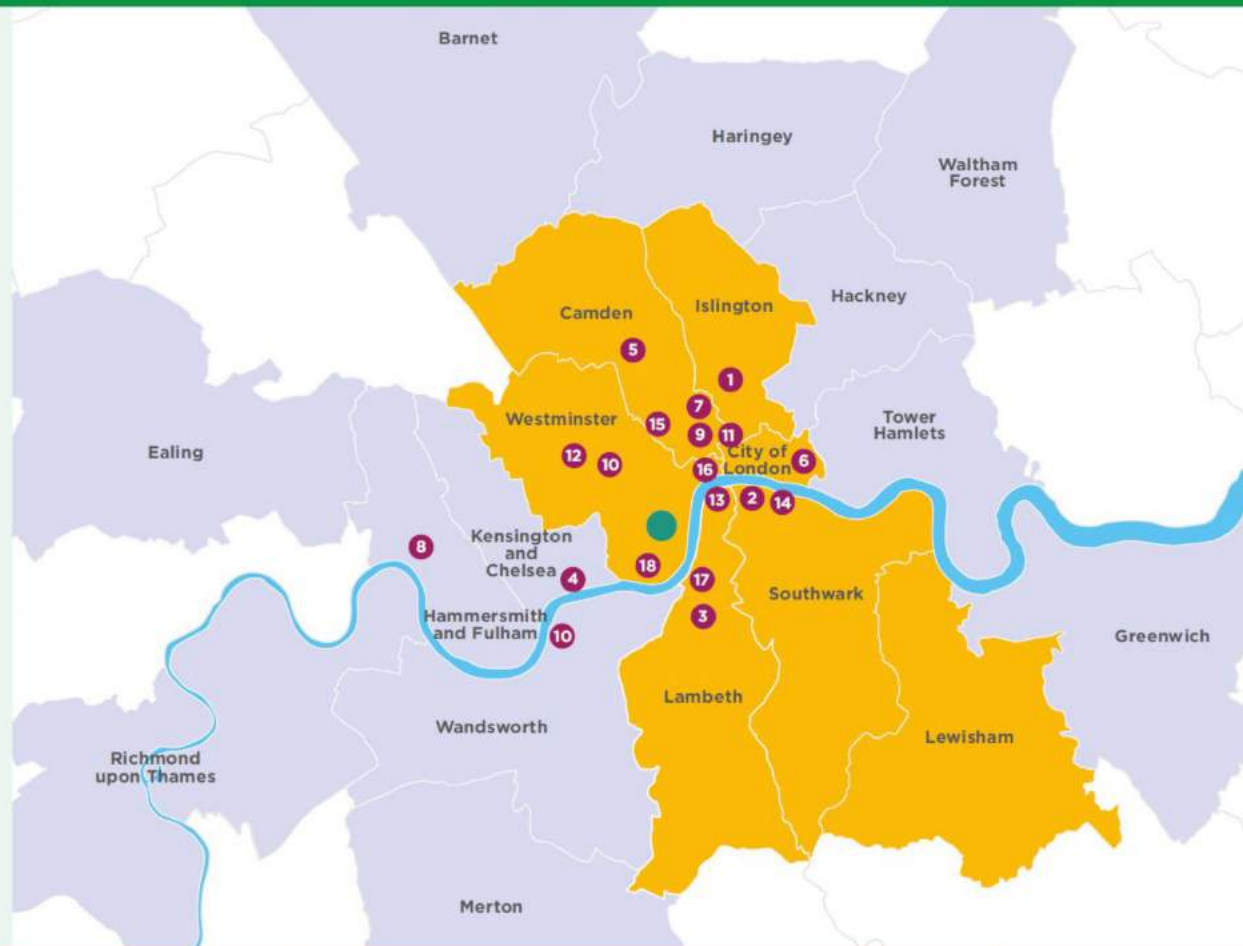 Barnet
Haringey
Waltham
Forest
Hackney
Islington
Camden
5
1
7
Westminster
15
9
11
Tower
Hamlets
Ealing
12
10
City of
London
6
16
13
2
14
Kensington
and
Chelsea
8
4
18
17
Southwark
Hammersmith
and Fulham
10
3
Greenwich
Lambeth
Wandsworth
Lewisham
Richmond
upon Thames
Merton